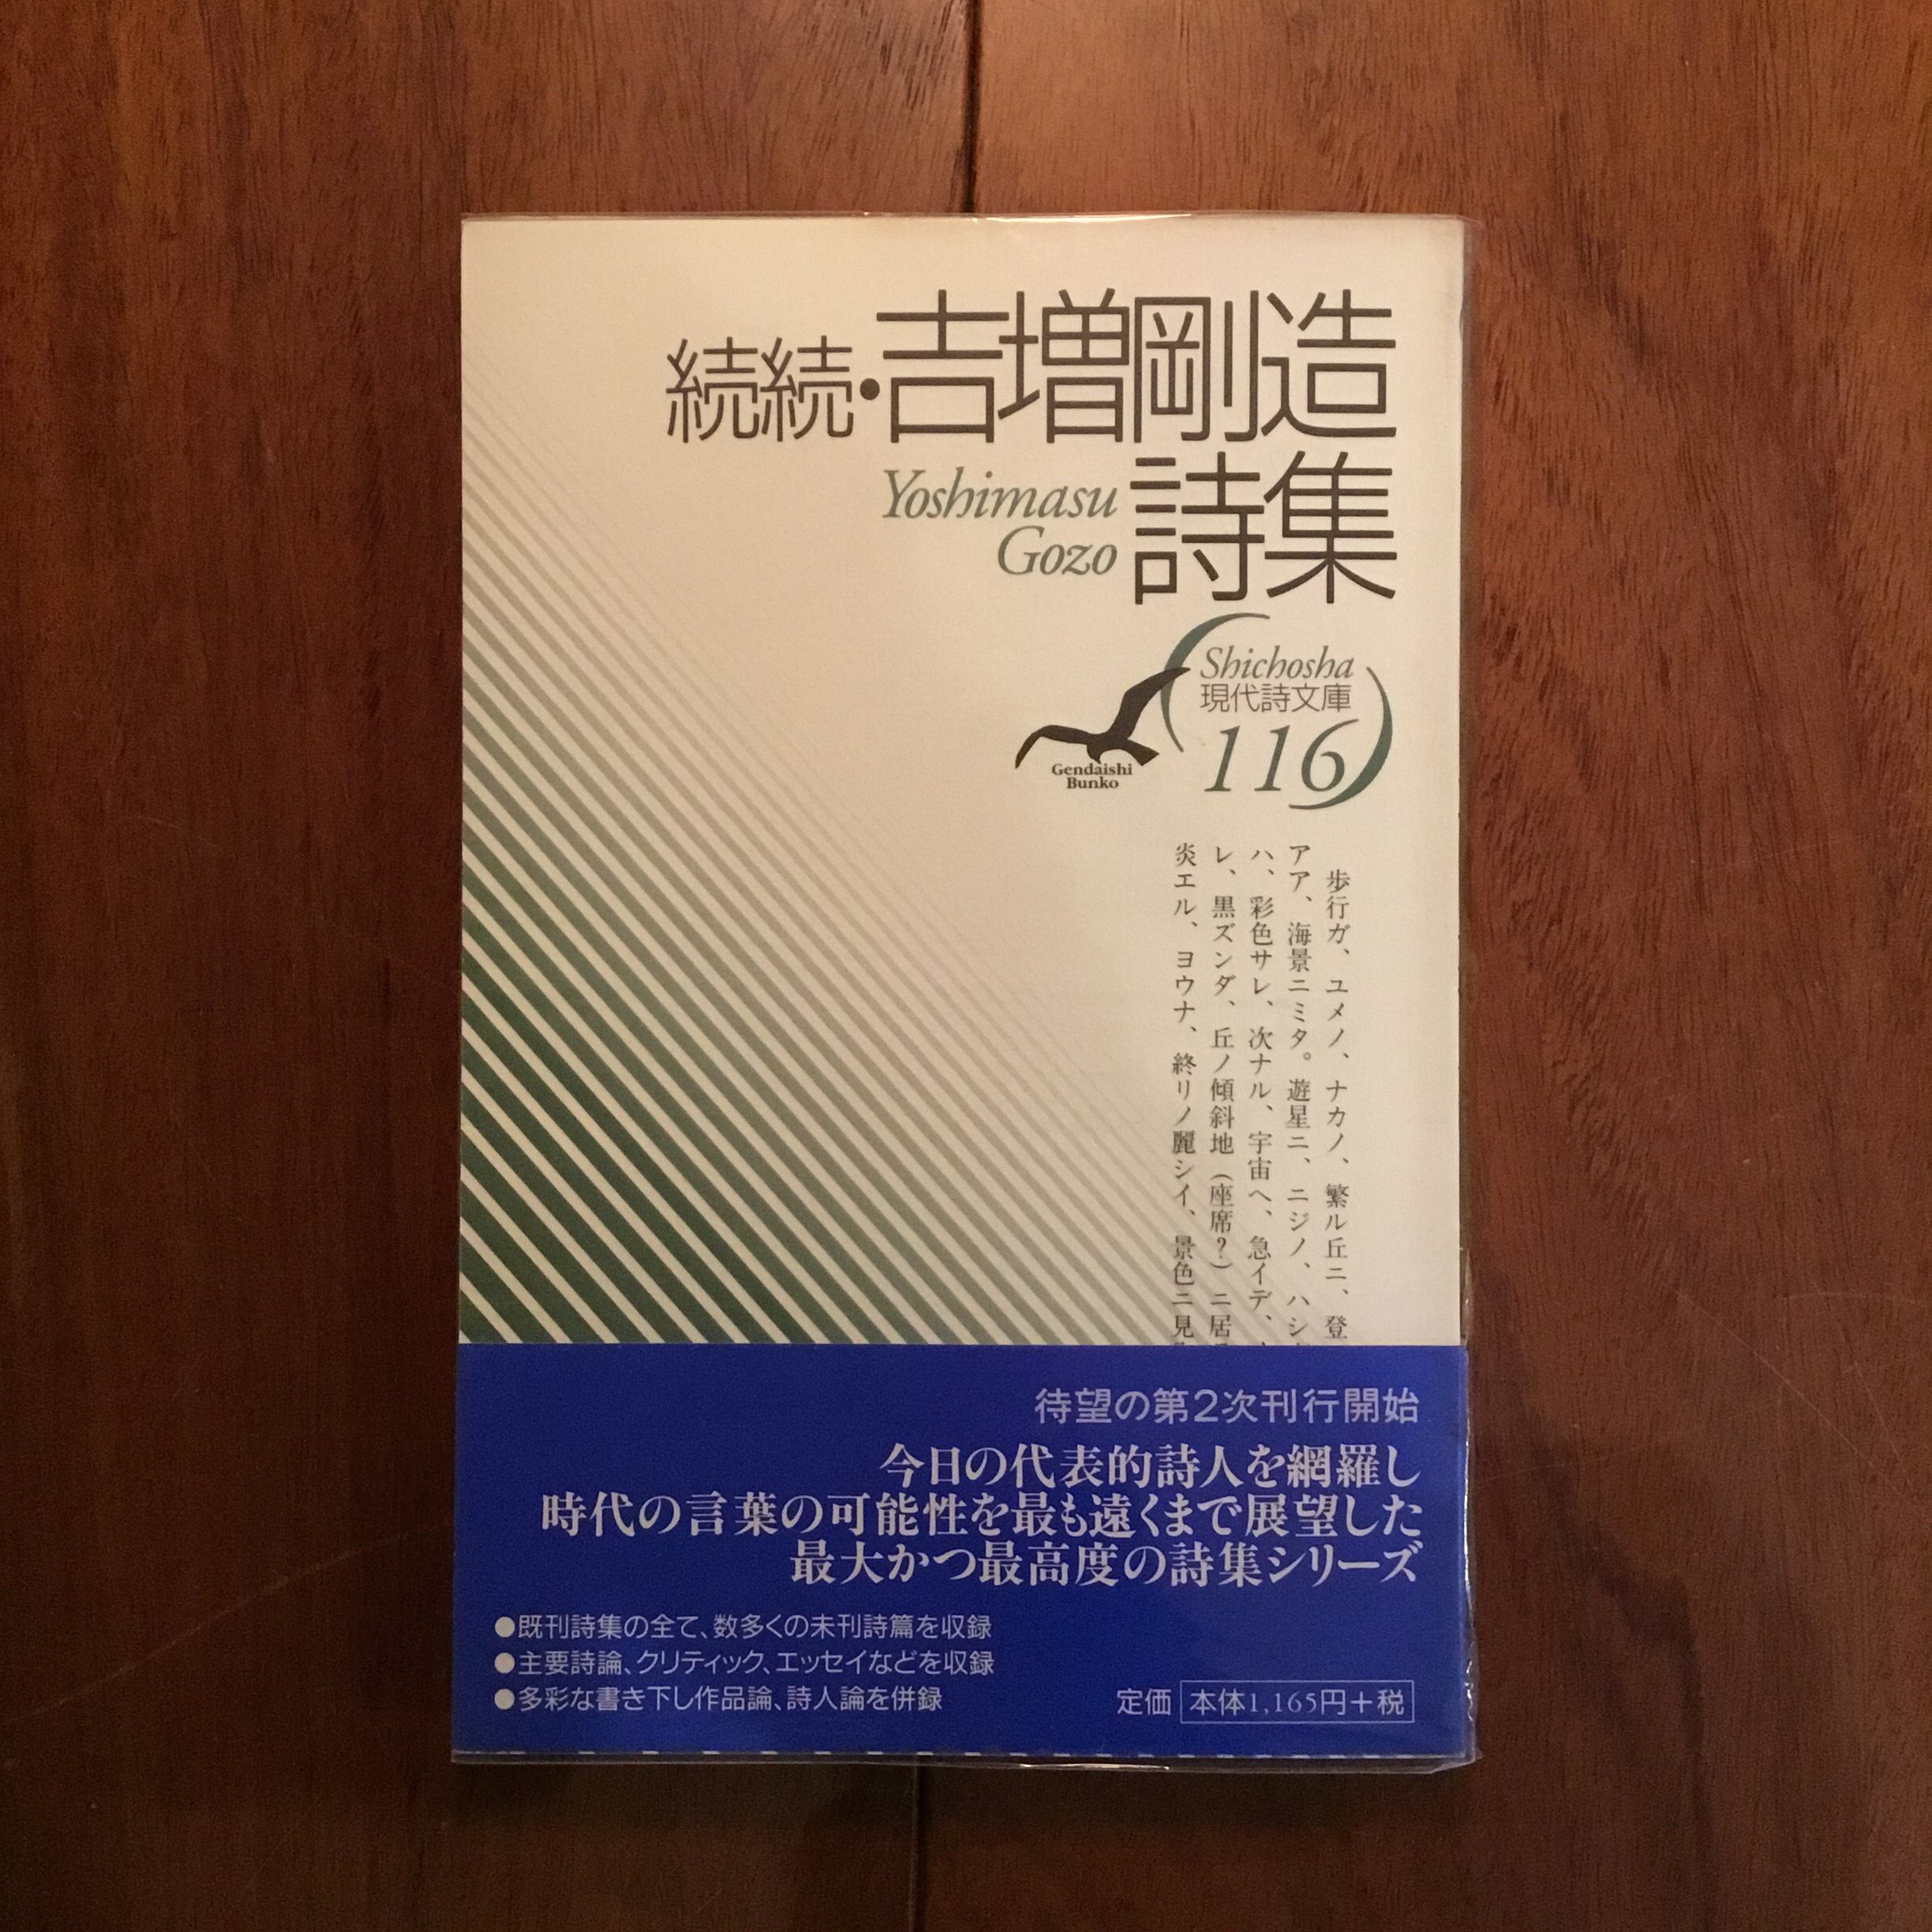 続続・吉増剛造
詩集
Yoshimasu
Gozo
Shichosha
現代詩文庫
116
Gendaishi
Bunko
歩行ガ、ユメノ、ナカノ、繁ル丘ニ、登
アア、海景ニミタ。遊星ニ、ニジノ、ハシ
ハ、彩色サレ、次ナル、宇宙へ、急イデ、
レ、黒ズンダ、丘ノ傾斜地（座席？）ニ居
炎エル、ヨウナ、終リノ麗シイ、景色ニ見
待望の第2次刊行開始
今日の代表的詩人を網羅し
時代の言葉の可能性を最も遠くまで展望した
最大かつ最高度の詩集シリーズ
●既刊詩集の全て、数多くの未刊詩篇を収録
●主要詩論、クリティック、エッセイなどを収録
●多彩な書き下し作品論、詩人論を併録
定価 本体1,165円＋税